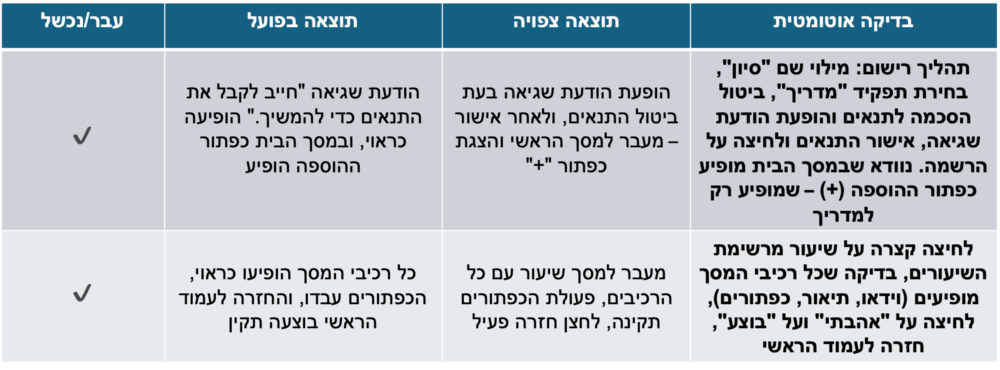 בדיקה אוטומטית
תוצאה צפויה
תוצאה בפועל
עבר/נכשל
תהליך רישום: מילוי שם "סיון",
בחירת תפקיד "מדריך", ביטול
הסכמה לתנאים והופעת הודעת
שגיאה, אישור התנאים ולחיצה על
הרשמה. נוודא שבמסך הבית מופיע
כפתור ההוספה (+) – שמופיע רק
למדריך
הופעת הודעת שגיאה בעת
ביטול התנאים, ולאחר אישור
– מעבר למסך הראשי והצגת
כפתור "+"
הודעת שגיאה "חייב לקבל את
התנאים כדי להמשיך." הופיעה
כראוי, ובמסך הבית כפתור
ההוספה הופיע
✓
לחיצה קצרה על שיעור מרשימת
השיעורים, בדיקה שכל רכיבי המסך
מופיעים (וידאו, תיאור, כפתורים),
לחיצה על "אהבתי" ועל "בוצע",
חזרה לעמוד הראשי
מעבר למסך שיעור עם כל
הרכיבים, פעולת הכפתורים
תקינה, לחצן חזרה פעיל
כל רכיבי המסך הופיעו כראוי,
הכפתורים עבדו, והחזרה לעמוד
הראשי בוצעה תקין
✓